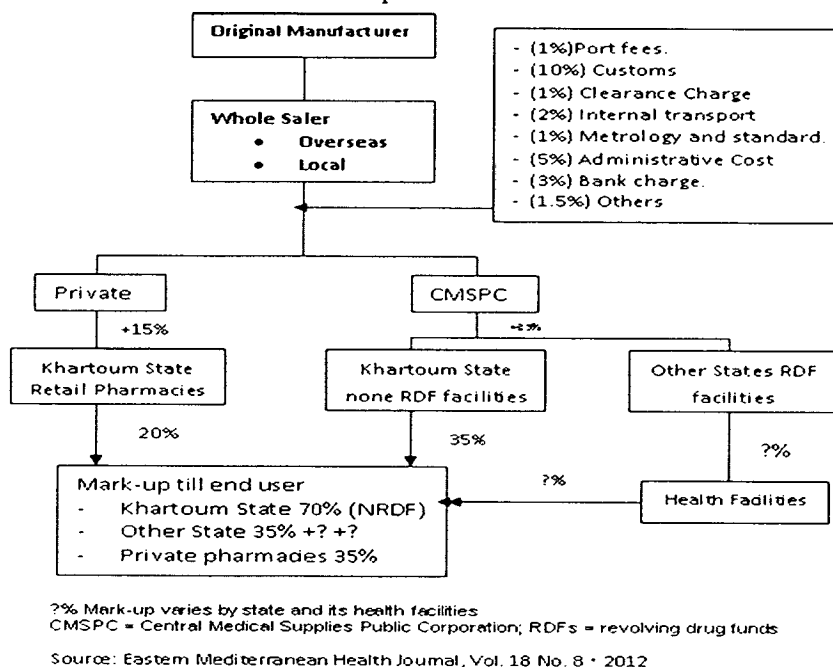 Original Manufacturer
Whole Saler
• Overseas
• Local
- (1%)Port fees.
- (10%) Customs
- (1%) Clearance Charge
- (2%) Internal transport
- (1%) Metrology and standard.
- (5%) Administrative Cost
- (3%) Bank charge.
- (1.5%) Others
Private
CMSPC
+15%
Khartoum State
Retail Pharmacies
Khartoum State
none RDF facilities
Other States RDF
facilities
20%
35%
?%
?%
Health Facilities
Mark-up till end user
- Khartoum State 70% (NRDF)
- Other State 35% +? +?
- Private pharmacies 35%
?% Mark-up varies by state and its health facilities
CMSPC = Central Medical Supplies Public Corporation; RDFs = revolving drug funds
Source: Eastern Mediterranean Health Journal, Vol. 18 No. 8 • 2012